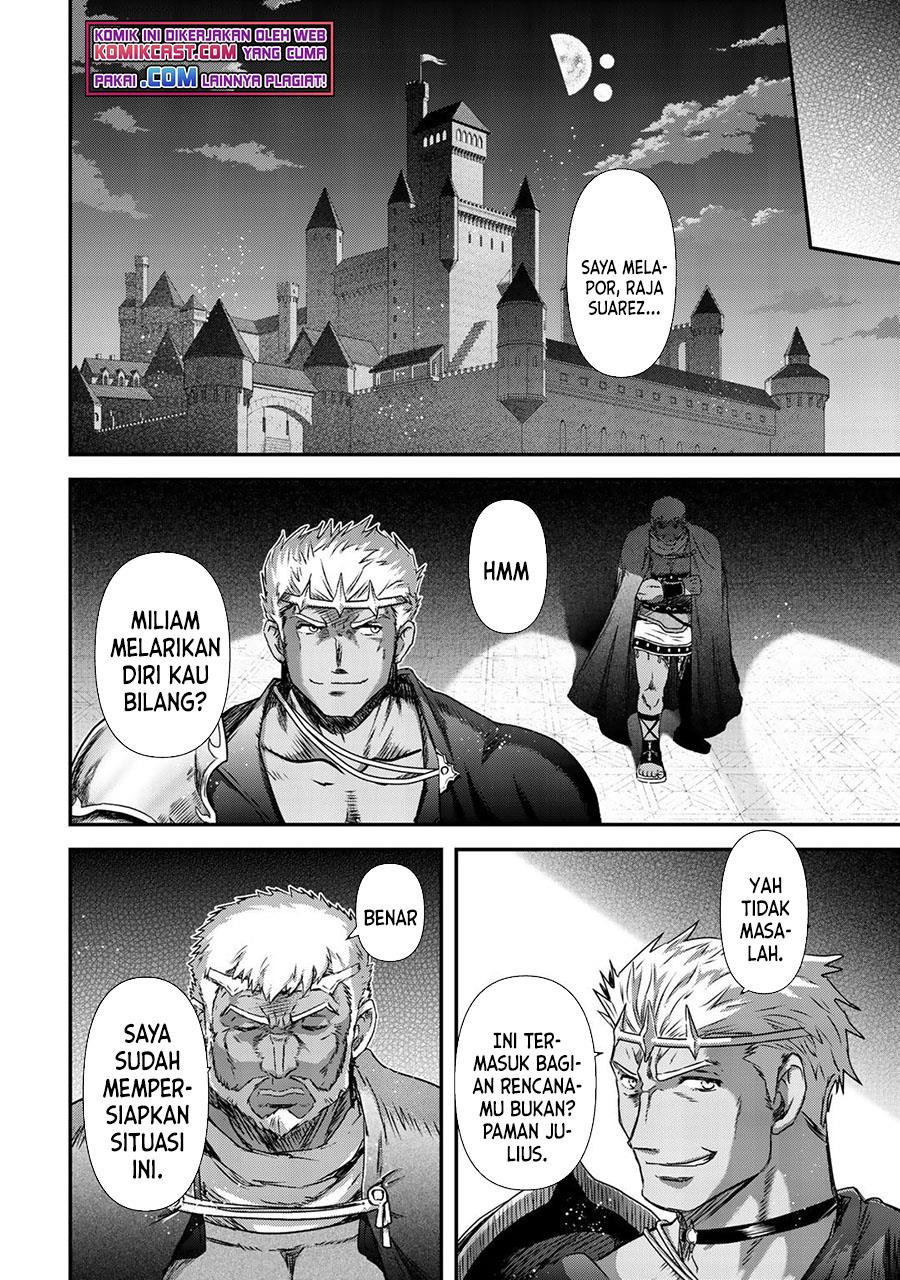 KOMIK INI DIKERJAKAN OLEH WEB
KOMIKCAST.COM YANG CUMA
PAKAI .COM LAINNYA PLAGIAT!
SAYA MELA-
POR, RAJA
SUAREZ...
HMM
MILIAM
MELARIKAN
DIRI KAU
BILANG?
YAH
TIDAK
MASA-
LAH.
INI TER-
MASUK BAGI-
AN RENCANA-
MU BUKAN?
PAMAN JU-
LIUS.
BENAR
SAYA
SUDAH
MEMPER-
SIAPKAN
SITUASI
INI.